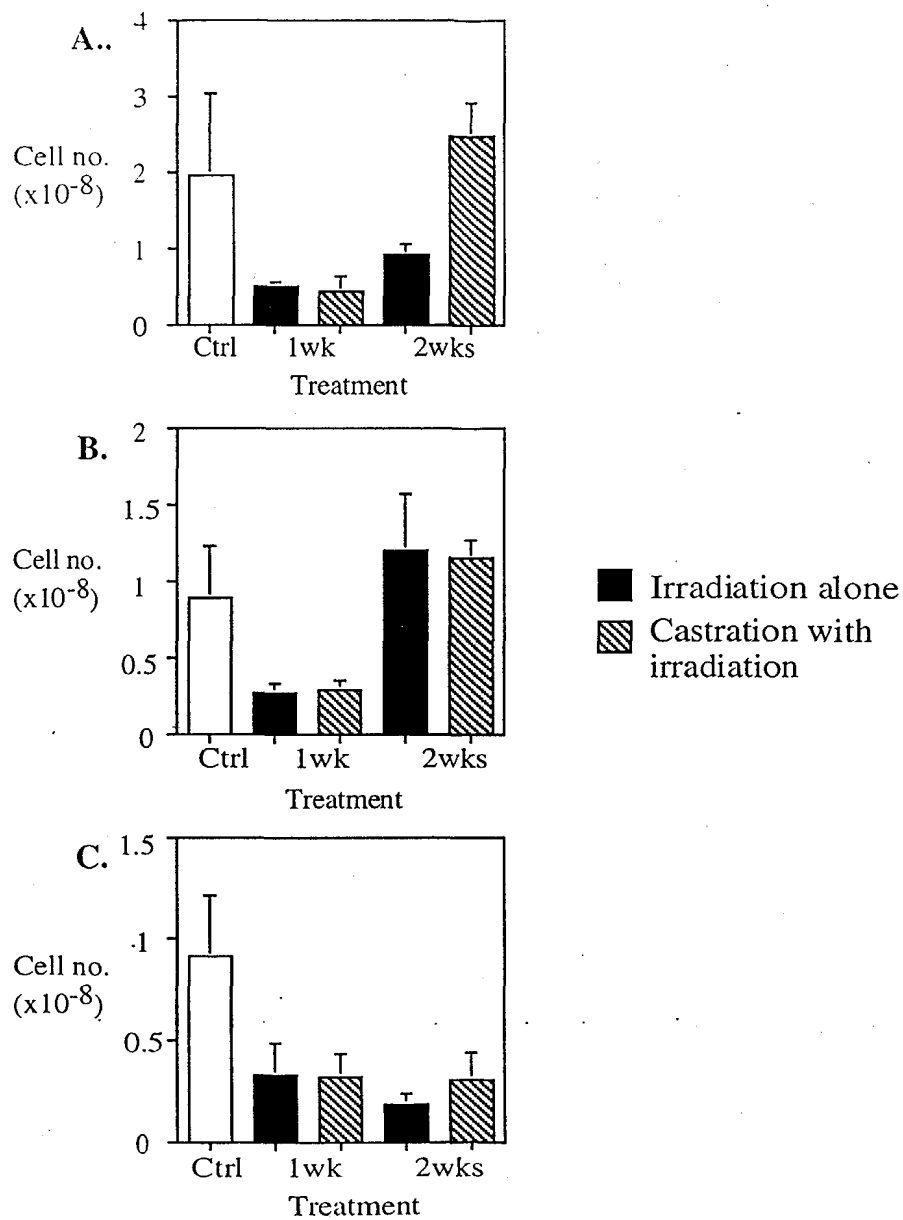 A..
4
3
2
1
0
Cell no.
(x10-8)
Ctrl 1wk 2wks
Treatment
B.
2
1.5
1
0.5
0
Cell no.
(x10-8)
Ctrl 1wk 2wks
Treatment
Irradiation alone
Castration with
irradiation
C.
1.5
1
0.5
0
Cell no.
(x10-8)
Ctrl 1wk 2wks
Treatment